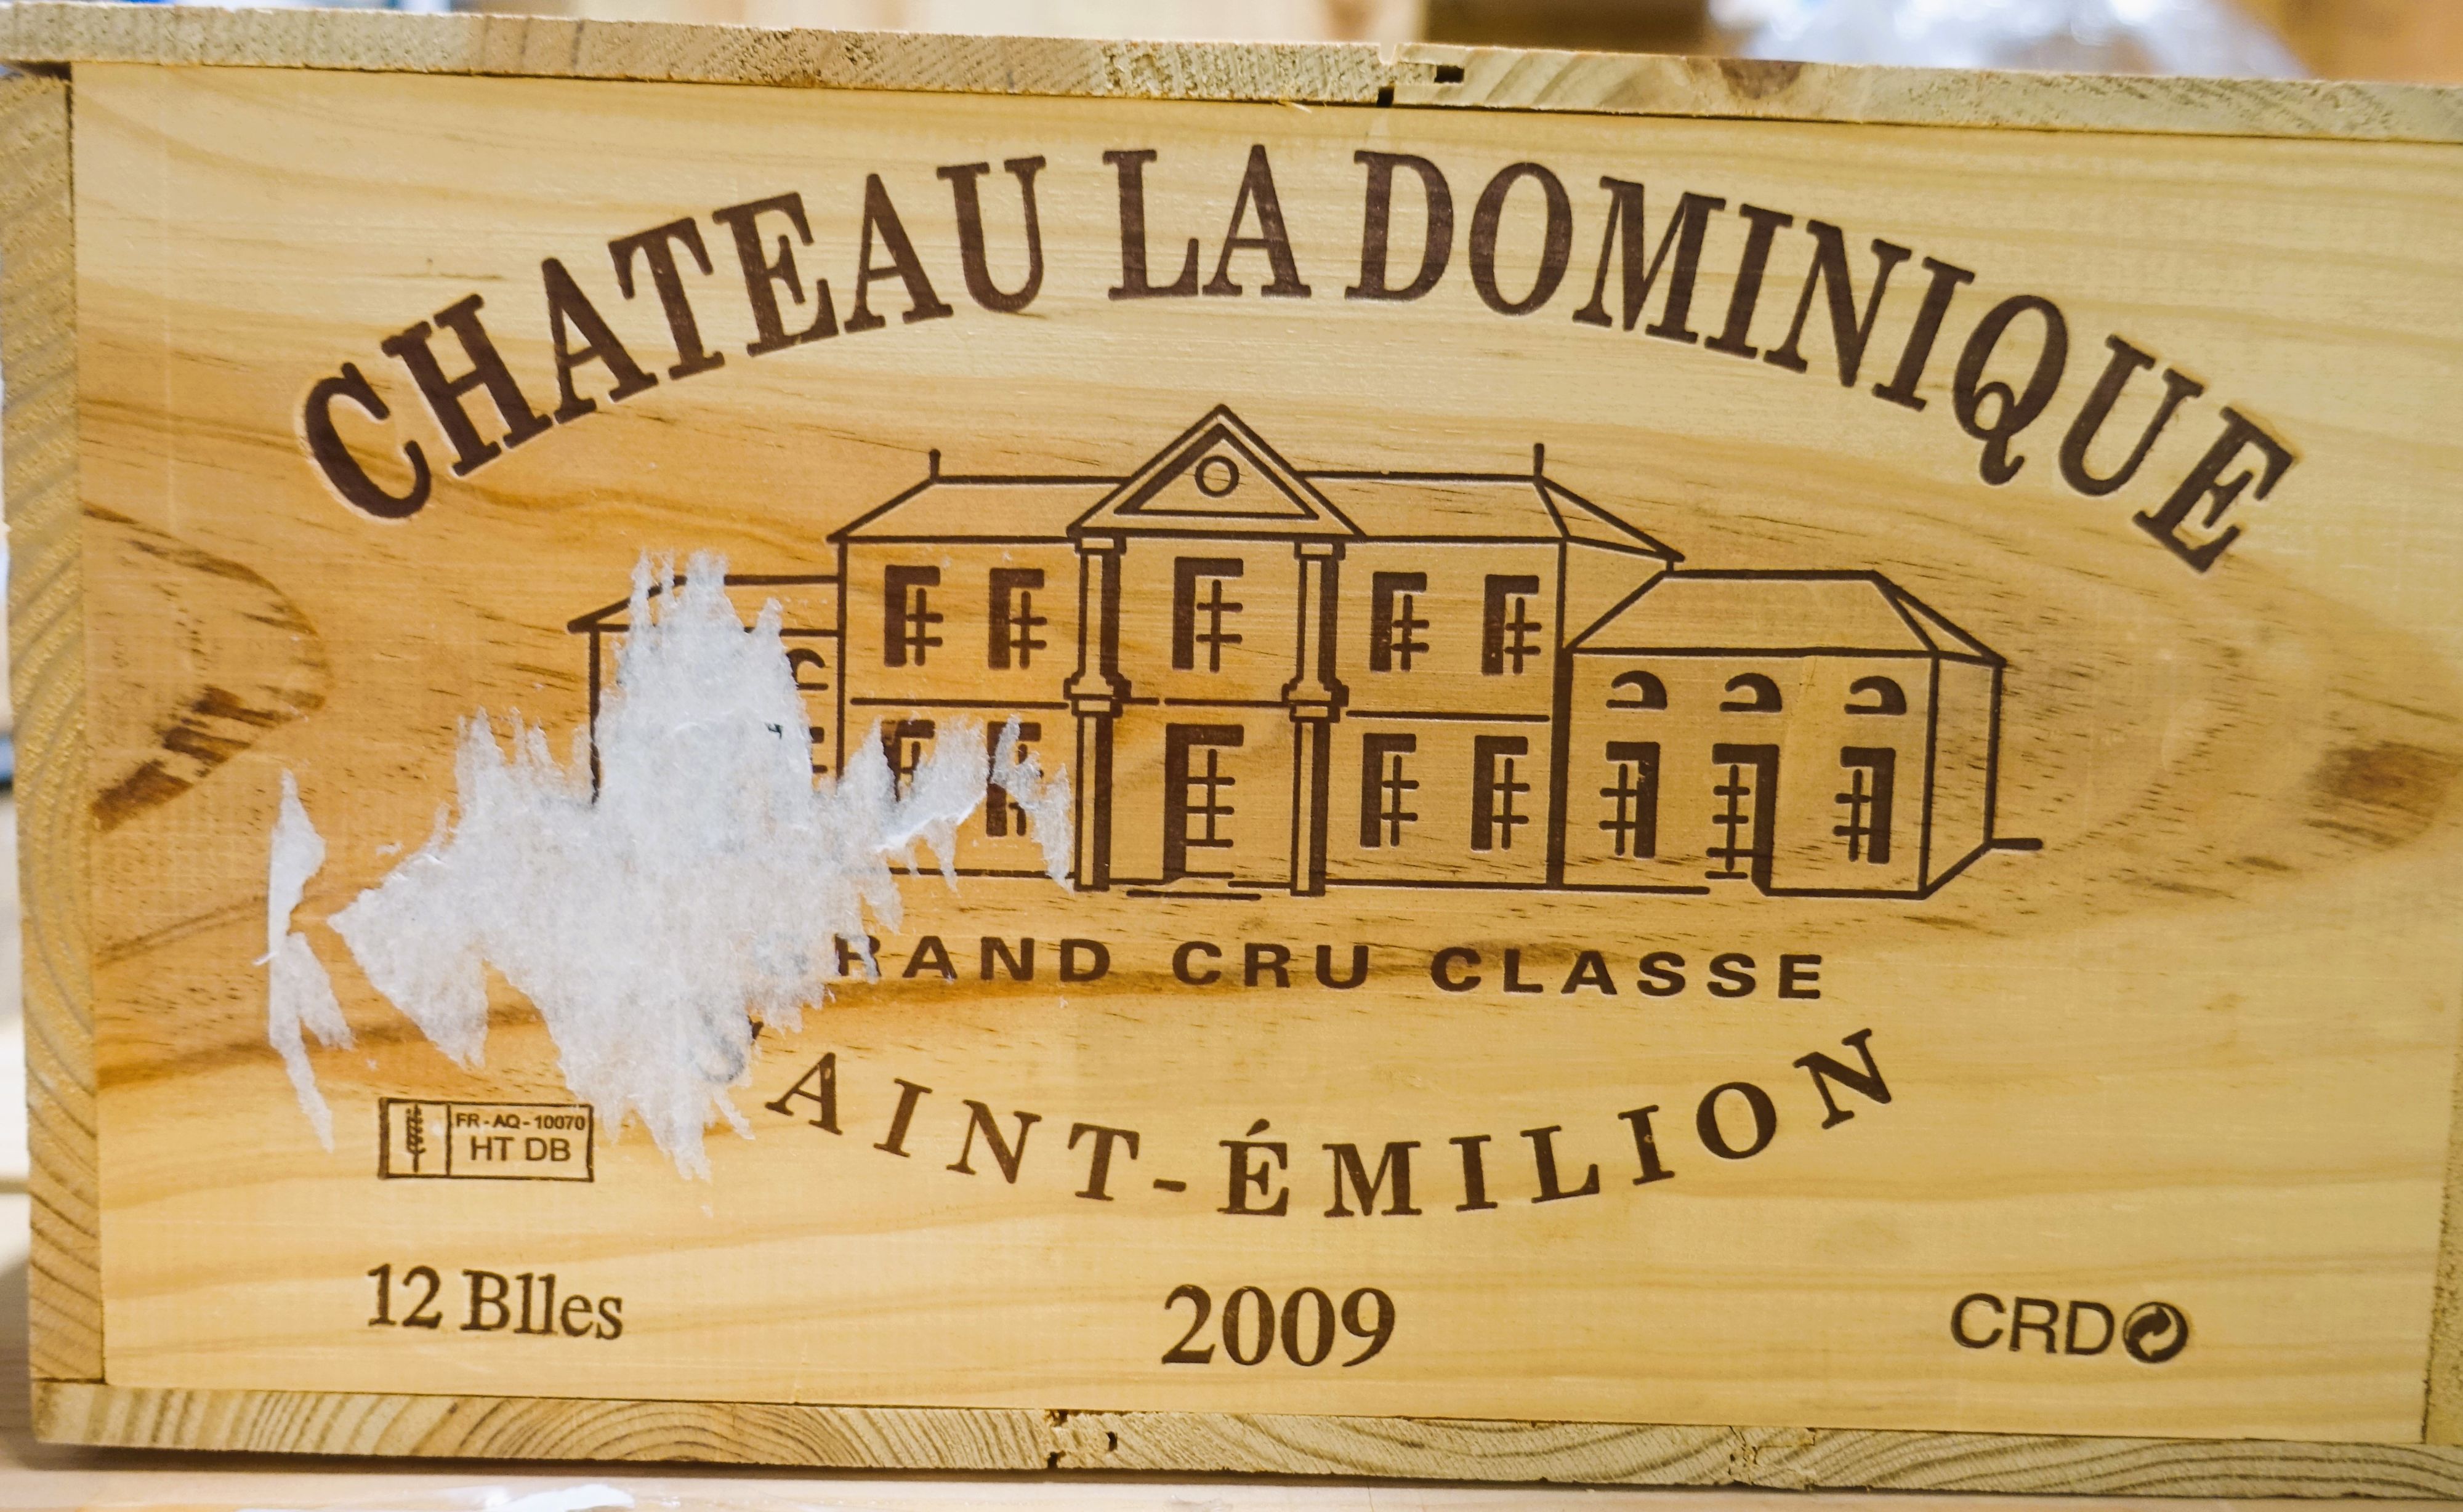 CHATEAU LA DOMINIQUE
RAND CRU CLASSE
AINT-ÉMILION
FR-AQ-10070
HT DB
12 Blles
2009
CRD